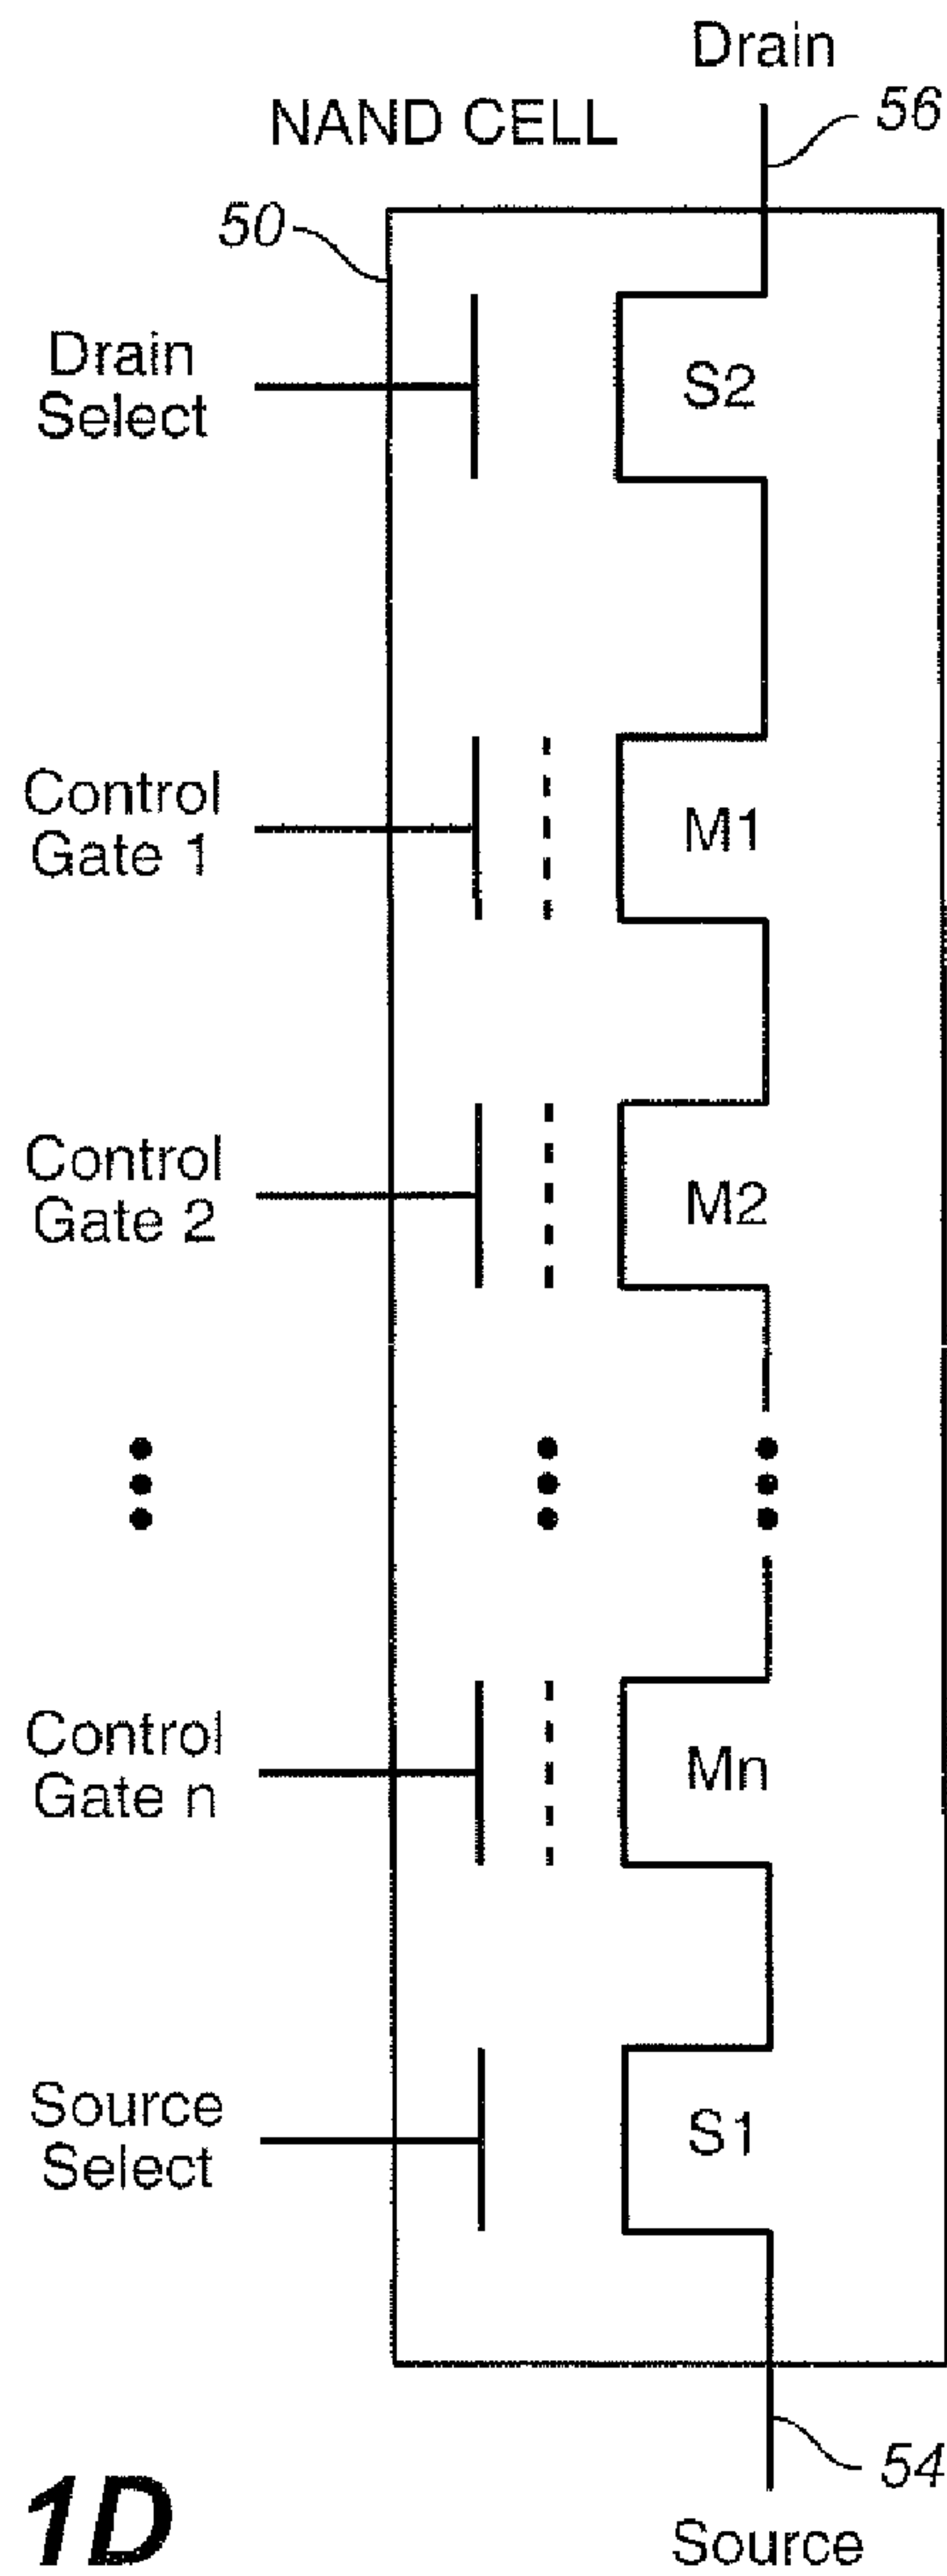 Drain
56
NAND CELL
50
Drain
Select
S2
Control
Gate 1
M1
Control
Gate 2
M2
Control
Gate n
Mn
Source
Select
S1
54
1D
Source